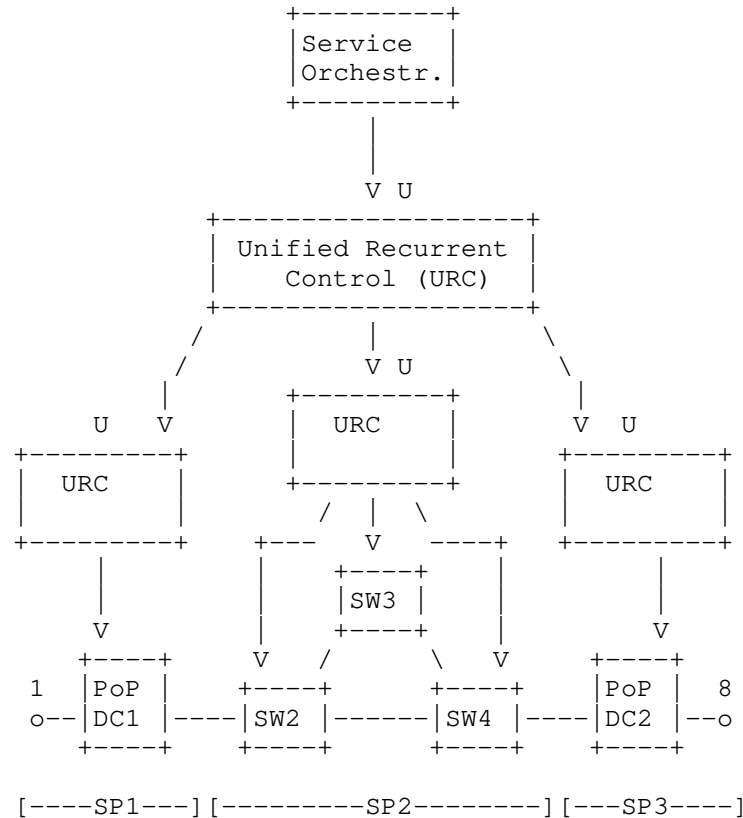 Service
Orchestr.
V U
Unified Recurrent
Control (URC)
V U
U V URC V U
URC URC
V
SW3
V V
V V
1 PoP PoP 8
o--DC1 SW2 SW4 DC2--o
[----SP1---][---------SP2--------][---SP3----]